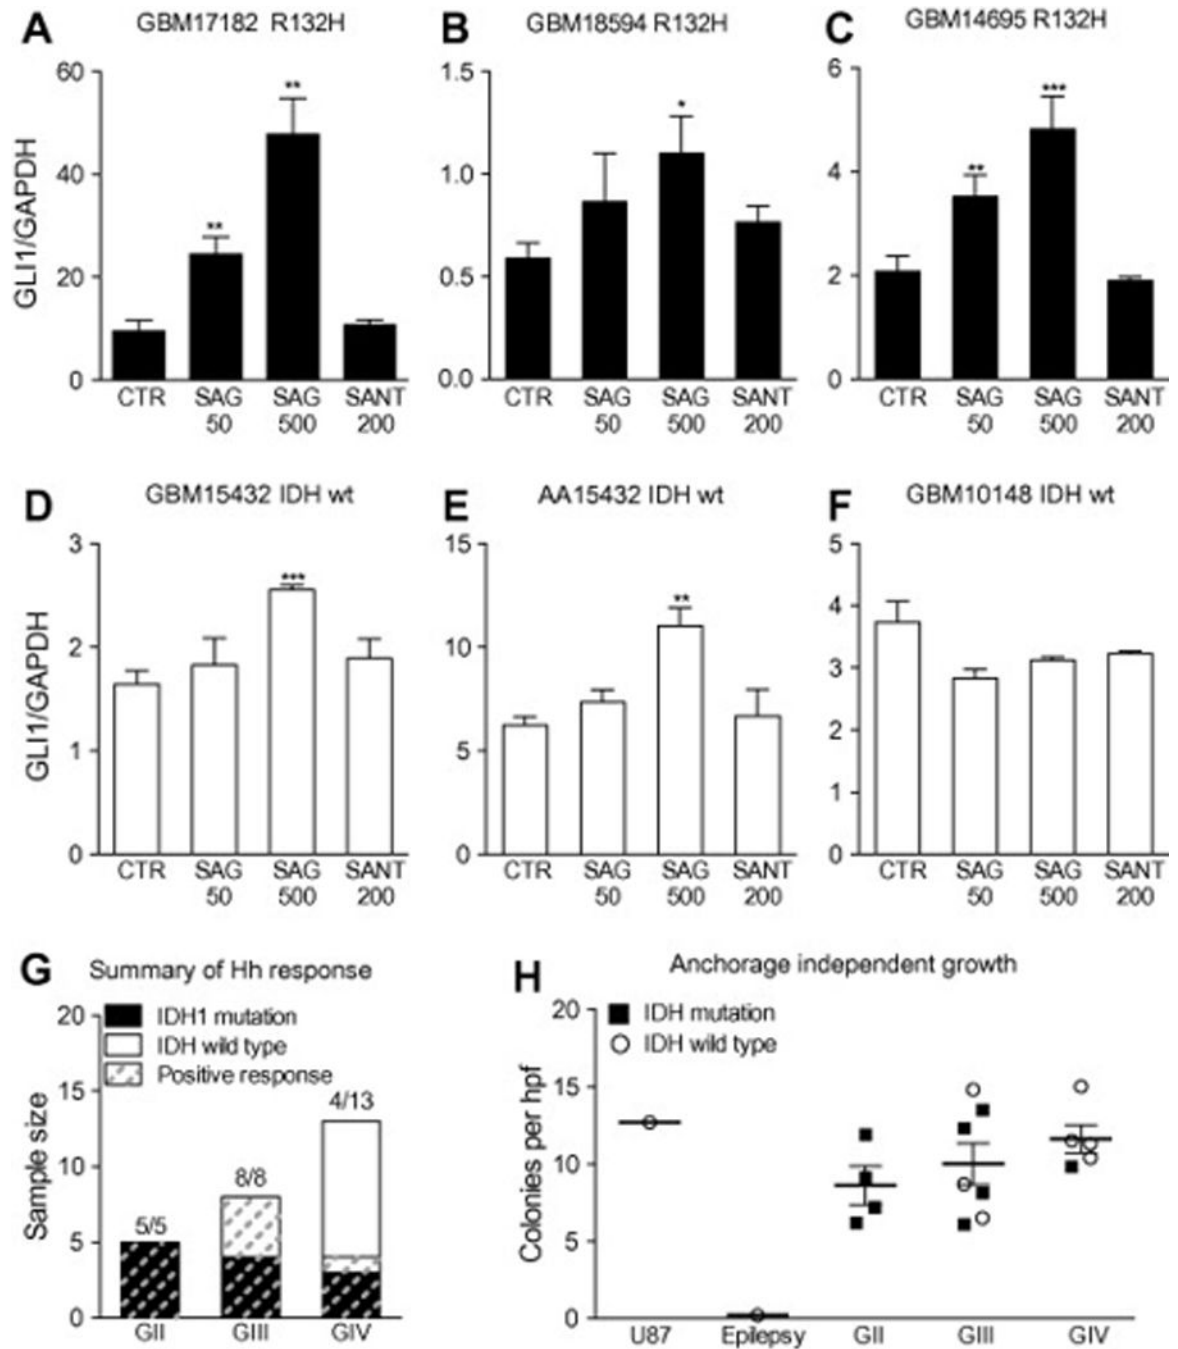 A GBM17182 R132H
B GBM18594 R132H
C GBM14695 R132H
GLI1/GAPDH
60
40
20
0
**
**
CTR SAG 50 SAG 500 SANT 200
1.5
1.0
0.5
0.0
*
CTR SAG 50 SAG 500 SANT 200
6
4
2
0
**
***
CTR SAG 50 SAG 500 SANT 200
D GBM15432 IDH wt
E AA15432 IDH wt
F GBM10148 IDH wt
GLI1/GAPDH
3
2
1
0
***
CTR SAG 50 SAG 500 SANT 200
15
10
5
0
**
CTR SAG 50 SAG 500 SANT 200
5
4
3
2
1
0
CTR SAG 50 SAG 500 SANT 200
G Summary of Hh response
Sample size
20
15
10
5
0
IDH1 mutation
IDH wild type
Positive response
5/5
8/8
4/13
GII GIII GIV
H Anchorage independent growth
Colonies per hpf
20
15
10
5
0
IDH mutation
IDH wild type
U87 Epilepsy GII GIII GIV